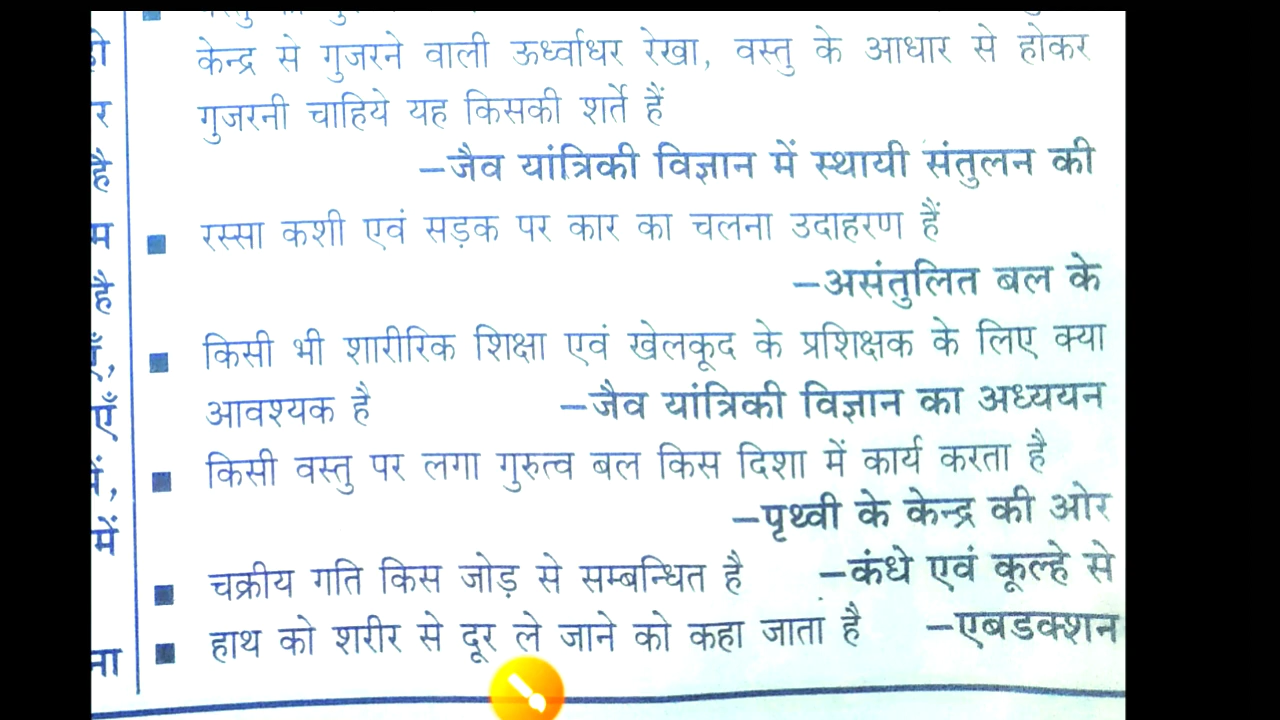 केन्द्र से गुजरने वाली ऊर्ध्वाधर रेखा, वस्तु के आधार से होकर
गुजरनी चाहिये यह किसकी शर्ते हैं
–जैव यांत्रिकी विज्ञान में स्थायी संतुलन की
रस्सा कशी एवं सड़क पर कार का चलना उदाहरण हैं
–असंतुलित बल के
किसी भी शारीरिक शिक्षा एवं खेलकूद के प्रशिक्षक के लिए क्या
आवश्यक है –जैव यांत्रिकी विज्ञान का अध्ययन
किसी वस्तु पर लगा गुरुत्व बल किस दिशा में कार्य करता है
–पृथ्वी के केन्द्र की ओर
चक्रीय गति किस जोड़ से सम्बन्धित है –कंधे एवं कूल्हे से
हाथ को शरीर से दूर ले जाने को कहा जाता है –एबडक्शन
र
है
म
है
एँ
में